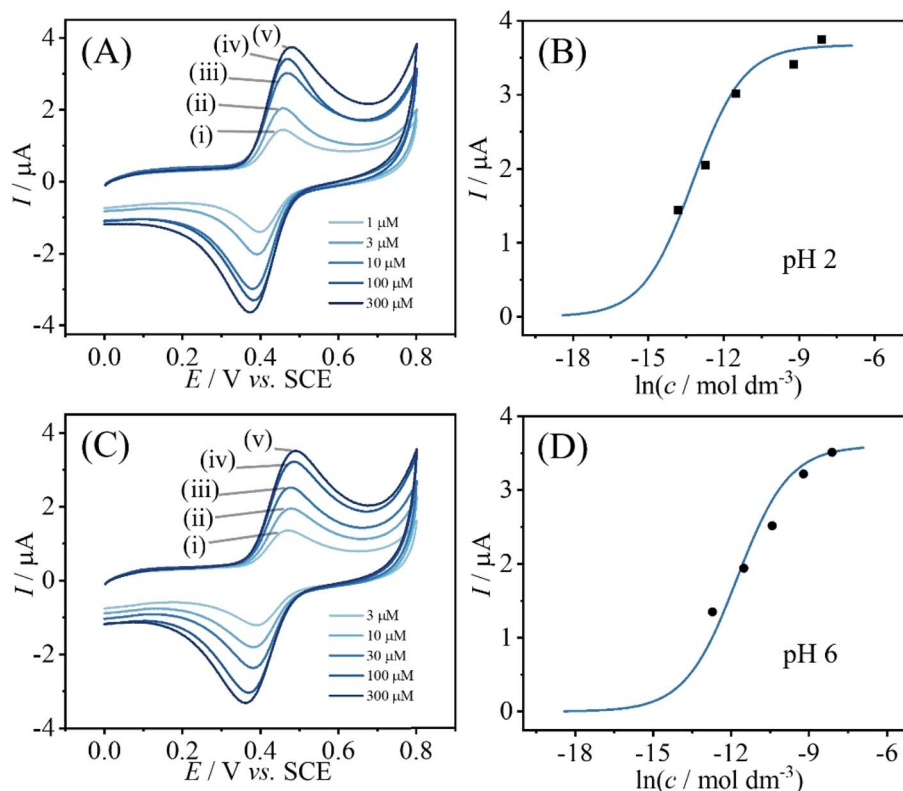 (A)
(v)
(iv)
(iii)
(ii)
(i)
I / μA
4
2
0
-2
-4
1 μM
3 μM
10 μM
100 μM
300 μM
0.0 0.2 0.4 0.6 0.8
E / V vs. SCE
(B)
I / μA
4
3
2
1
0
pH 2
-18 -15 -12 -9 -6
ln(c / mol dm⁻³)
(C)
(v)
(iv)
(iii)
(ii)
(i)
I / μA
4
2
0
-2
-4
3 μM
10 μM
30 μM
100 μM
300 μM
0.0 0.2 0.4 0.6 0.8
E / V vs. SCE
(D)
I / μA
4
3
2
1
0
pH 6
-18 -15 -12 -9 -6
ln(c / mol dm⁻³)